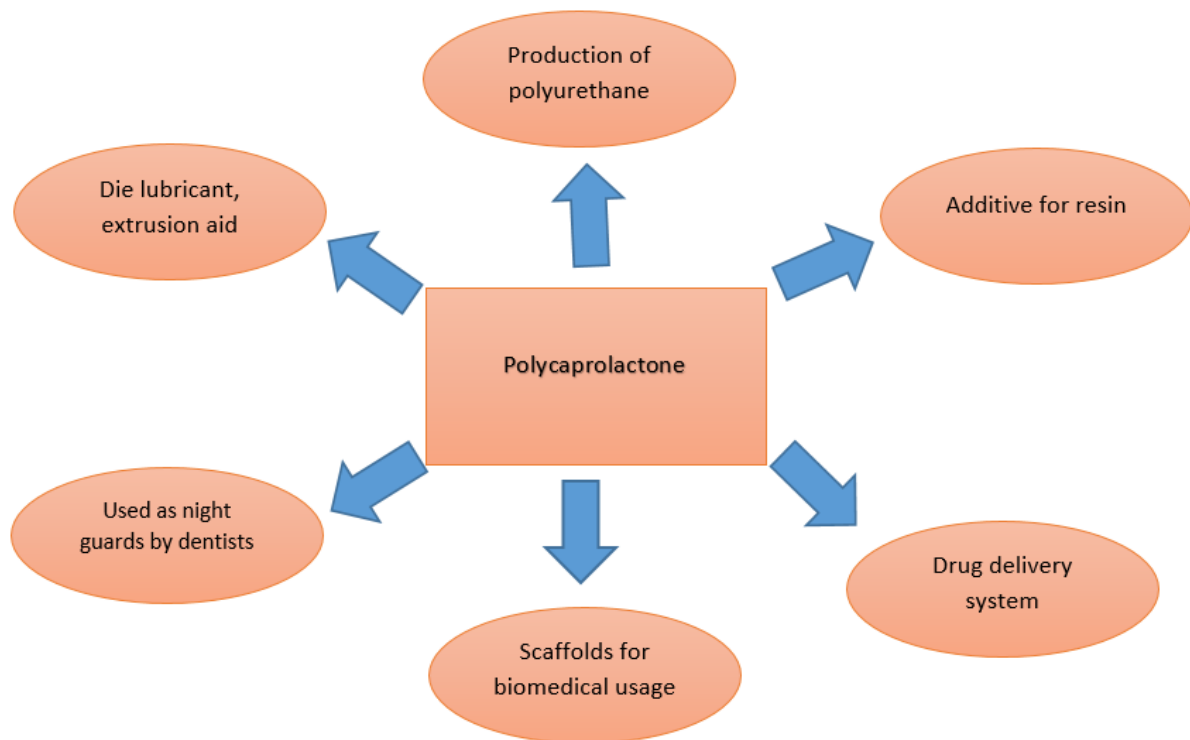 Production of
polyurethane
Die lubricant,
extrusion aid
Additive for resin
Polycaprolactone
Used as night
guards by dentists
Drug delivery
system
Scaffolds for
biomedical usage